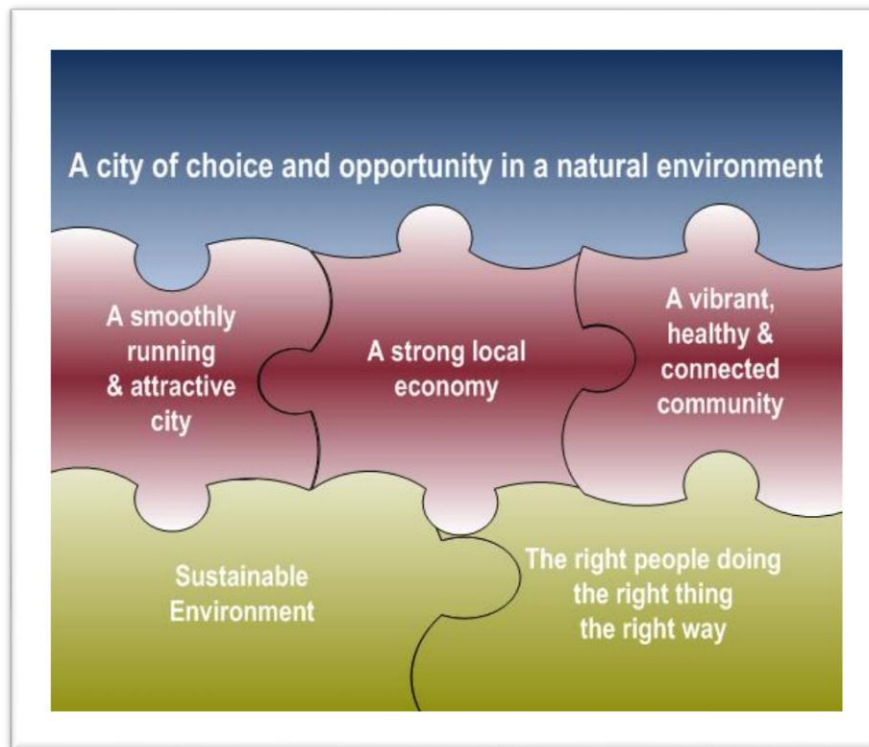 A city of choice and opportunity in a natural environment
A smoothly
running
& attractive
city
A strong local
economy
A vibrant,
healthy &
connected
community
Sustainable
Environment
The right people doing
the right thing
the right way